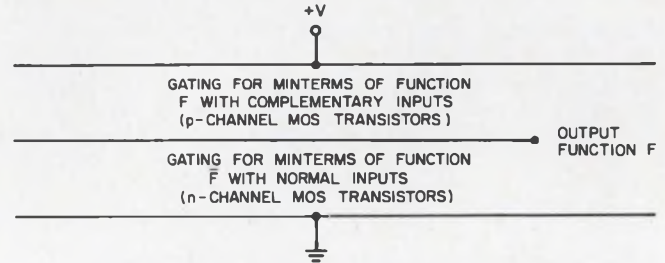 +V
GATING FOR MINTERMS OF FUNCTION
F WITH COMPLEMENTARY INPUTS
(p-CHANNEL MOS TRANSISTORS)
OUTPUT
FUNCTION F
GATING FOR MINTERMS OF FUNCTION
F̅ WITH NORMAL INPUTS
(n-CHANNEL MOS TRANSISTORS)